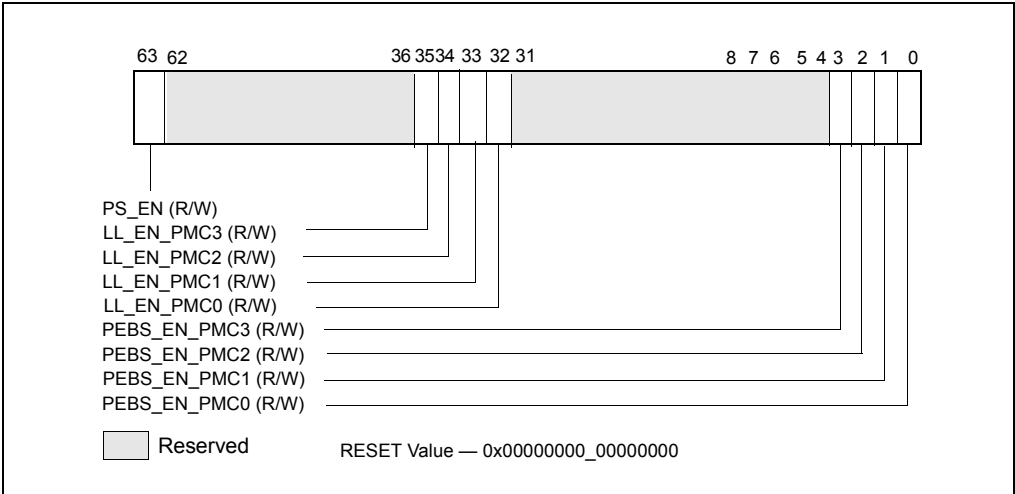 63 62 36 35 34 33 32 31 8 7 6 5 4 3 2 1 0
PS_EN (R/W)
LL_EN_PMC3 (R/W)
LL_EN_PMC2 (R/W)
LL_EN_PMC1 (R/W)
LL_EN_PMC0 (R/W)
PEBS_EN_PMC3 (R/W)
PEBS_EN_PMC2 (R/W)
PEBS_EN_PMC1 (R/W)
PEBS_EN_PMC0 (R/W)
Reserved RESET Value — 0x00000000_00000000